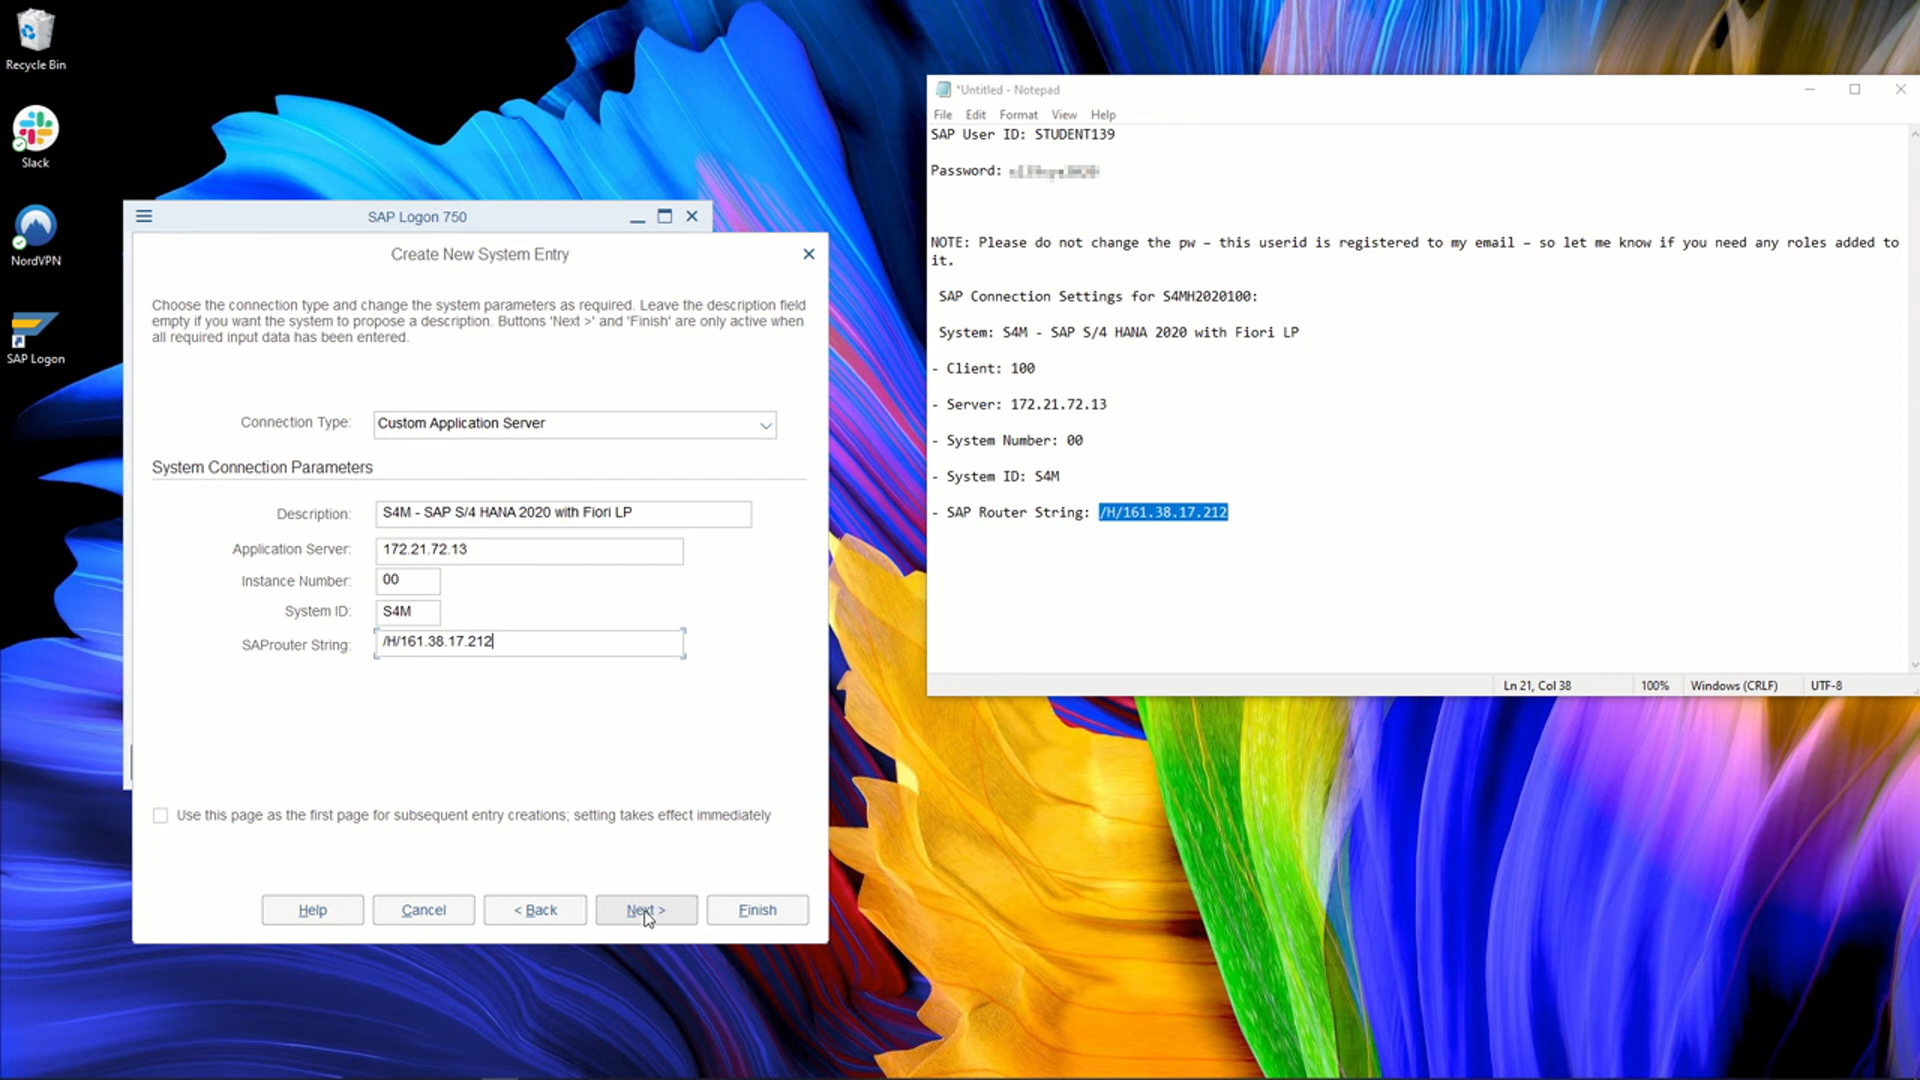 Recycle Bin
Slack
NordVPN
SAP Logon
SAP Logon 750
Create New System Entry
Choose the connection type and change the system parameters as required. Leave the description field
empty if you want the system to propose a description. Buttons 'Next >' and 'Finish' are only active when
all required input data has been entered.
Connection Type: Custom Application Server
System Connection Parameters
Description: S4M - SAP S/4 HANA 2020 with Fiori LP
Application Server: 172.21.72.13
Instance Number: 00
System ID: S4M
SAProuter String: /H/161.38.17.212
Use this page as the first page for subsequent entry creations; setting takes effect immediately
Help Cancel < Back Next > Finish
*Untitled - Notepad
File Edit Format View Help
SAP User ID: STUDENT139
Password:
NOTE: Please do not change the pw – this userid is registered to my email – so let me know if you need any roles added to
it.
SAP Connection Settings for S4MH2020100:
System: S4M - SAP S/4 HANA 2020 with Fiori LP
- Client: 100
- Server: 172.21.72.13
- System Number: 00
- System ID: S4M
- SAP Router String: /H/161.38.17.212
Ln 21, Col 38 100% Windows (CRLF) UTF-8